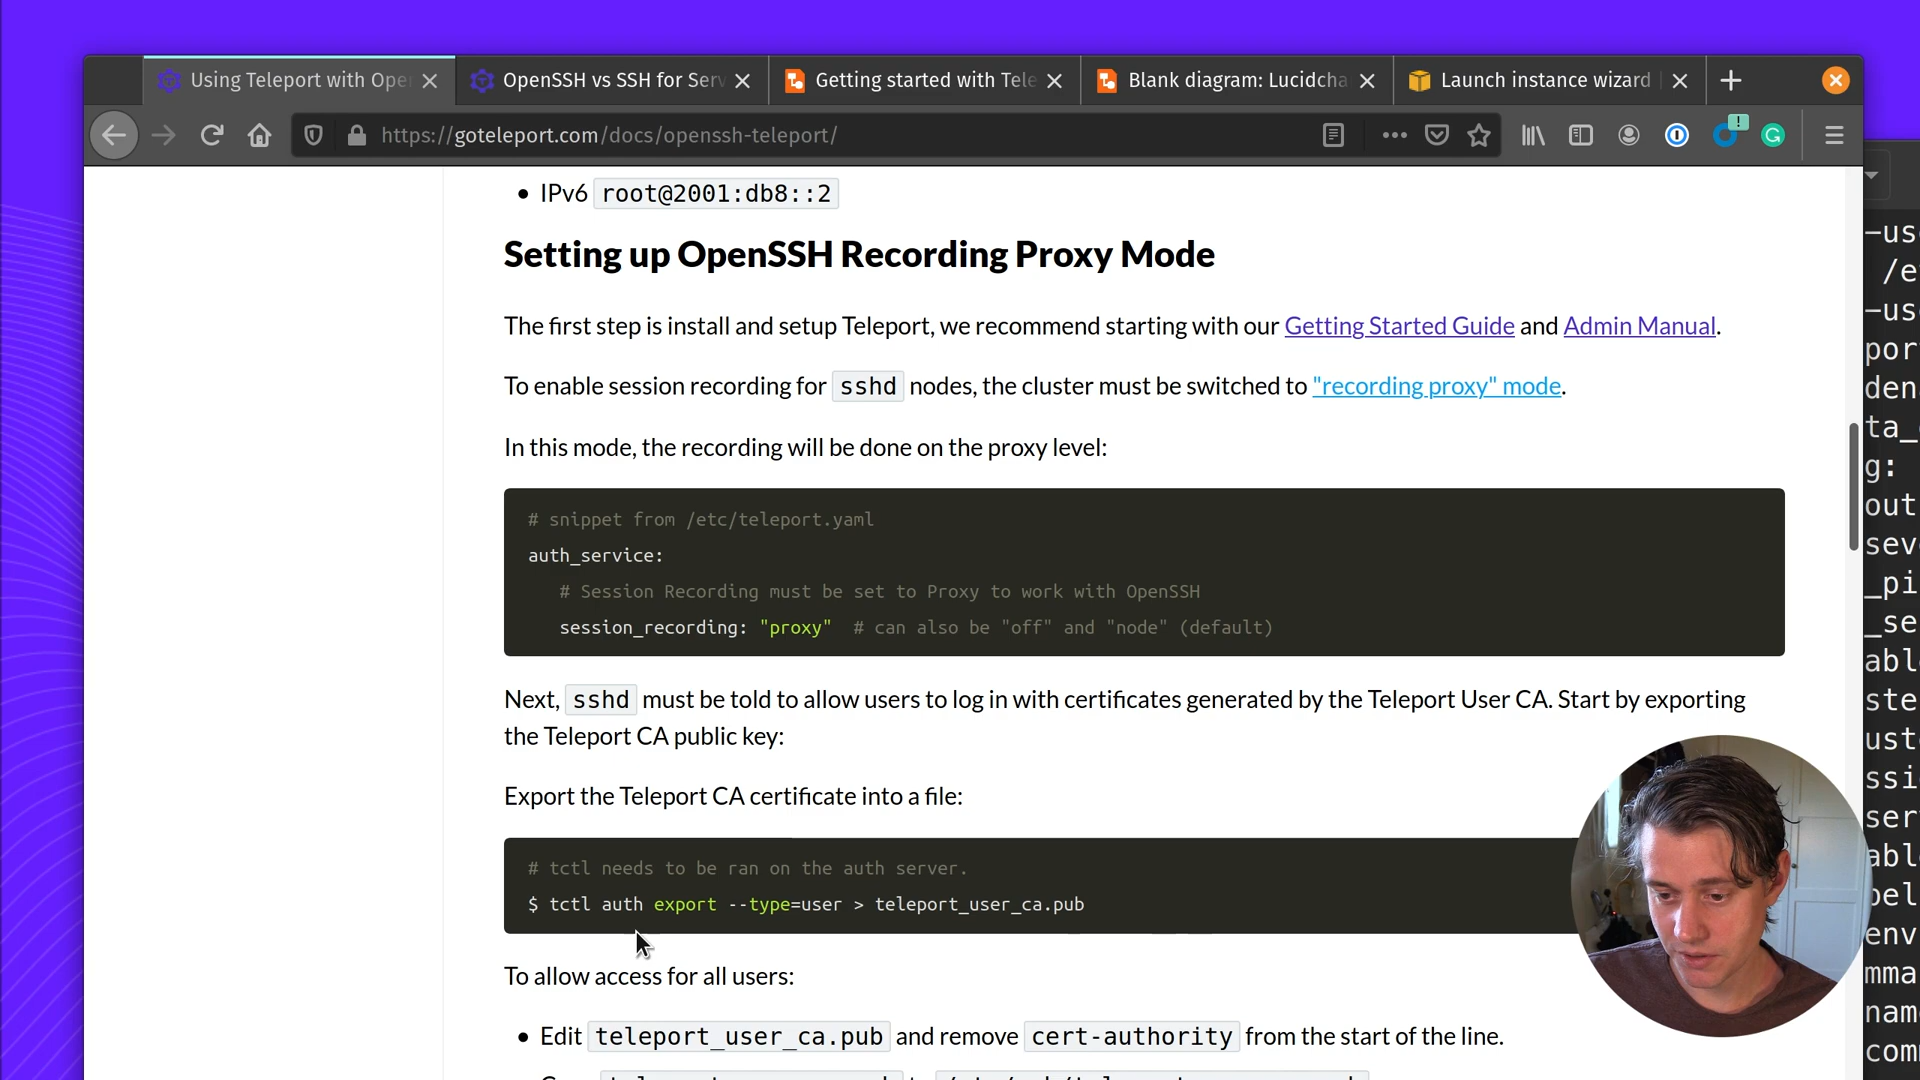 Using Teleport with Ope
OpenSSH vs SSH for Serv
Getting started with Tele
Blank diagram: Lucidcha
Launch instance wizard
https://goteleport.com/docs/openssh-teleport/
• IPv6 root@2001:db8::2
Setting up OpenSSH Recording Proxy Mode
The first step is install and setup Teleport, we recommend starting with our Getting Started Guide and Admin Manual.
To enable session recording for sshd nodes, the cluster must be switched to "recording proxy" mode.
In this mode, the recording will be done on the proxy level:
# snippet from /etc/teleport.yaml
auth_service:
# Session Recording must be set to Proxy to work with OpenSSH
session_recording: "proxy" # can also be "off" and "node" (default)
Next, sshd must be told to allow users to log in with certificates generated by the Teleport User CA. Start by exporting
the Teleport CA public key:
Export the Teleport CA certificate into a file:
# tctl needs to be ran on the auth server.
$ tctl auth export --type=user > teleport_user_ca.pub
To allow access for all users:
• Edit teleport_user_ca.pub and remove cert-authority from the start of the line.
-use
/e
-use
por
den
ta_
g:
out
sev
_pi
_se
abl
ste
ust
ssi
ser
abl
pel
env
mma
nam
com